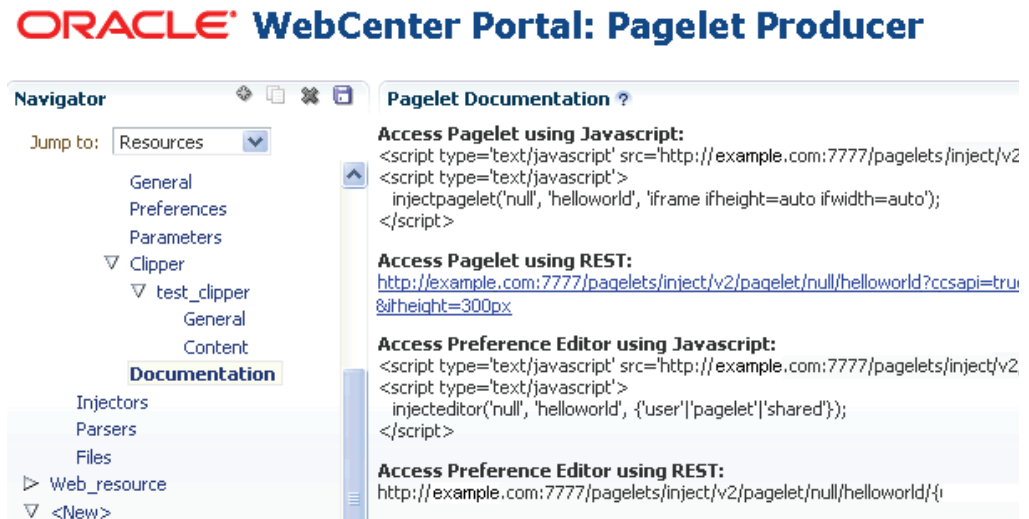 ORACLE WebCenter Portal: Pagelet Producer
Navigator
Jump to: Resources
General
Preferences
Parameters
Clipper
test_clipper
General
Content
Documentation
Injectors
Parsers
Files
Web_resource
<New>
Pagelet Documentation ?
Access Pagelet using Javascript:
<script type='text/javascript' src='http://example.com:7777/pagelets/inject/v2
<script type='text/javascript'>
injectpagelet('null', 'helloworld', 'iframe ifheight=auto ifwidth=auto');
</script>
Access Pagelet using REST:
http://example.com:7777/pagelets/inject/v2/pagelet/null/helloworld?ccsapi=true
&ifheight=300px
Access Preference Editor using Javascript:
<script type='text/javascript' src='http://example.com:7777/pagelets/inject/v2/
<script type='text/javascript'>
injecteditor('null', 'helloworld', {'user'|'pagelet'|'shared'});
</script>
Access Preference Editor using REST:
http://example.com:7777/pagelets/inject/v2/pagelet/null/helloworld/{